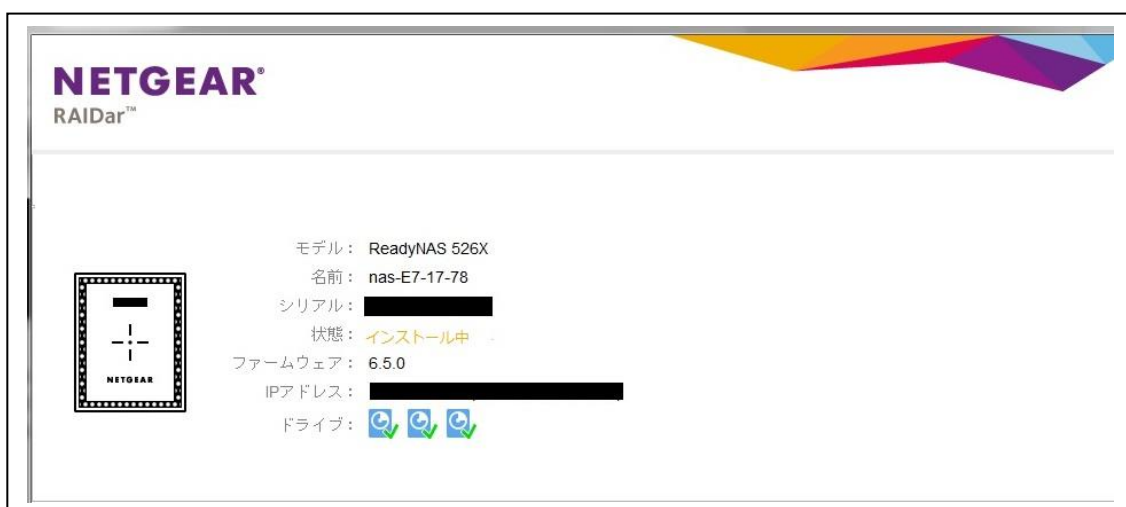 NETGEAR®
RAIDar™
モデル： ReadyNAS 526X
名前： nas-E7-17-78
シリアル：
状態： インストール中
ファームウェア： 6.5.0
IPアドレス：
ドライブ：
NETGEAR